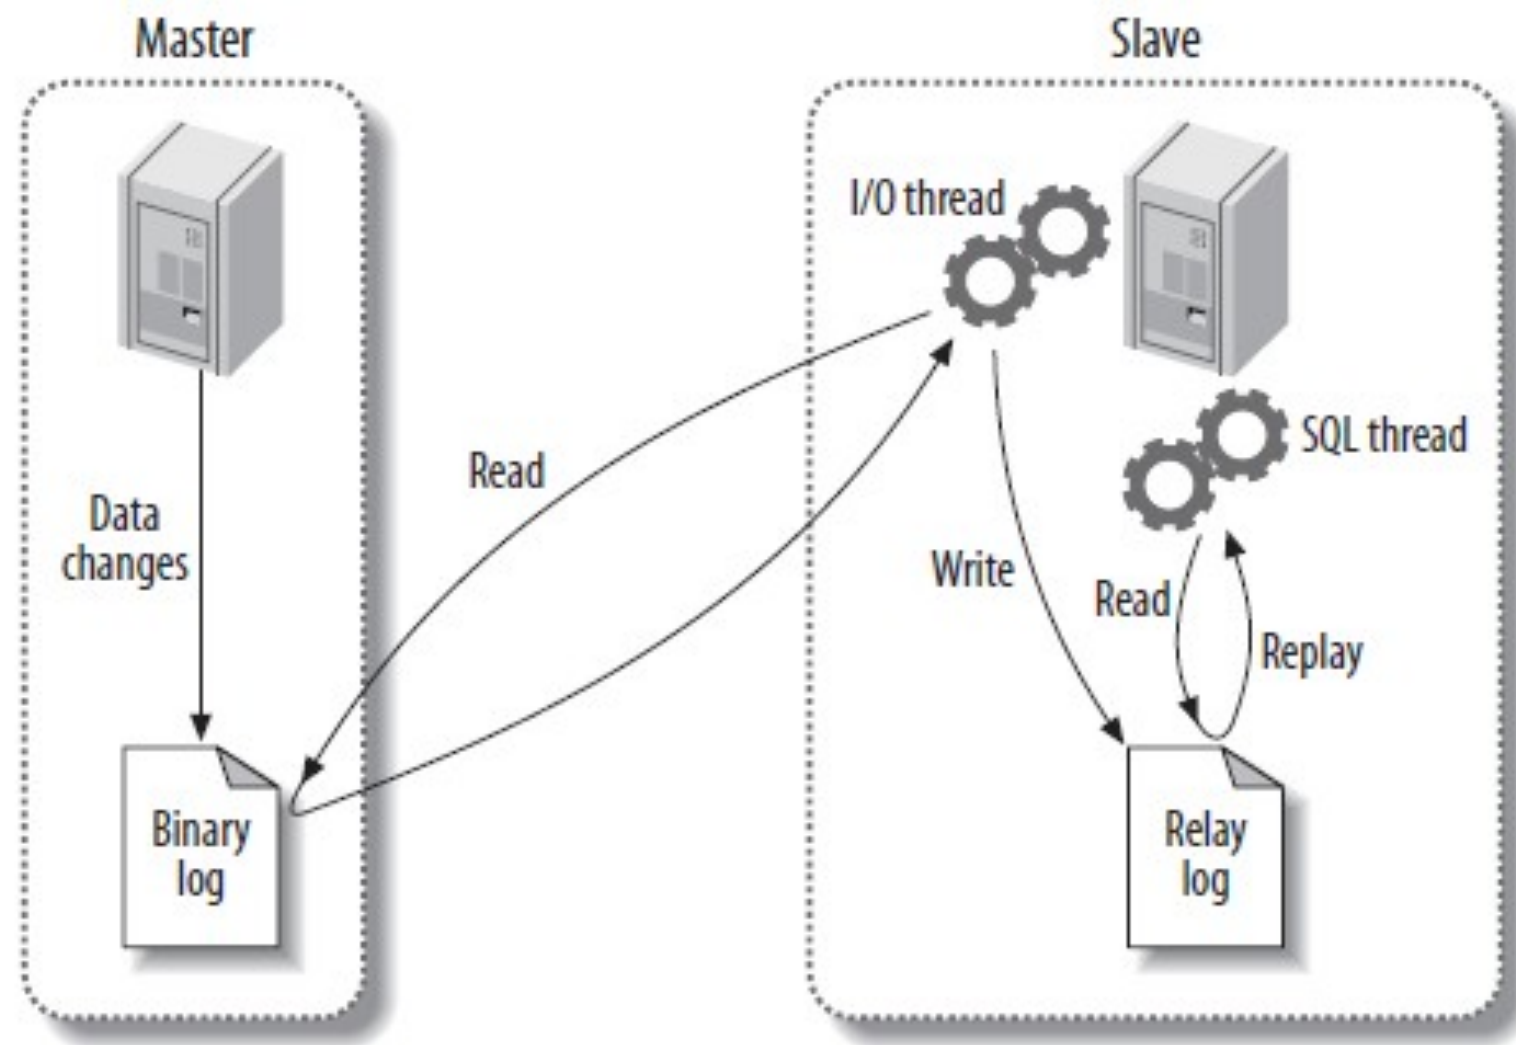 Master
Slave
I/O thread
SQL thread
Read
Data
changes
Write
Read
Replay
Binary
log
Relay
log